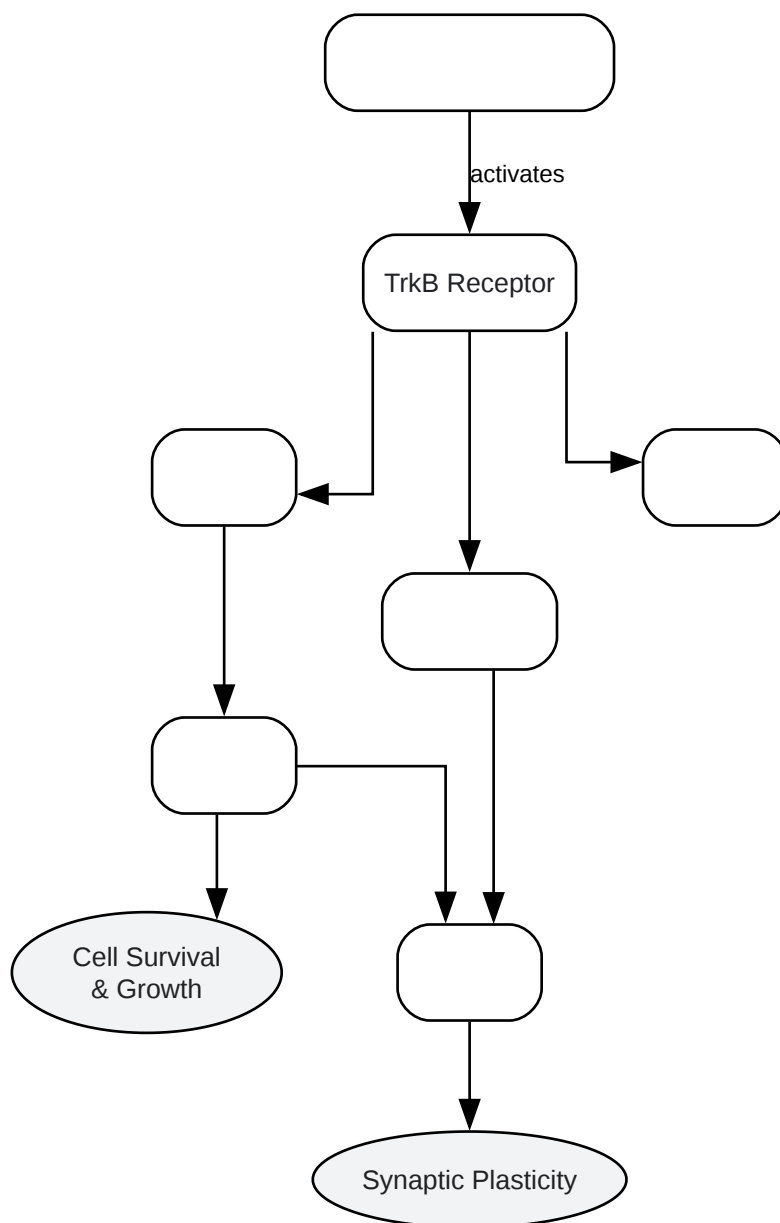 activates
TrkB Receptor
Cell Survival
& Growth
Synaptic Plasticity